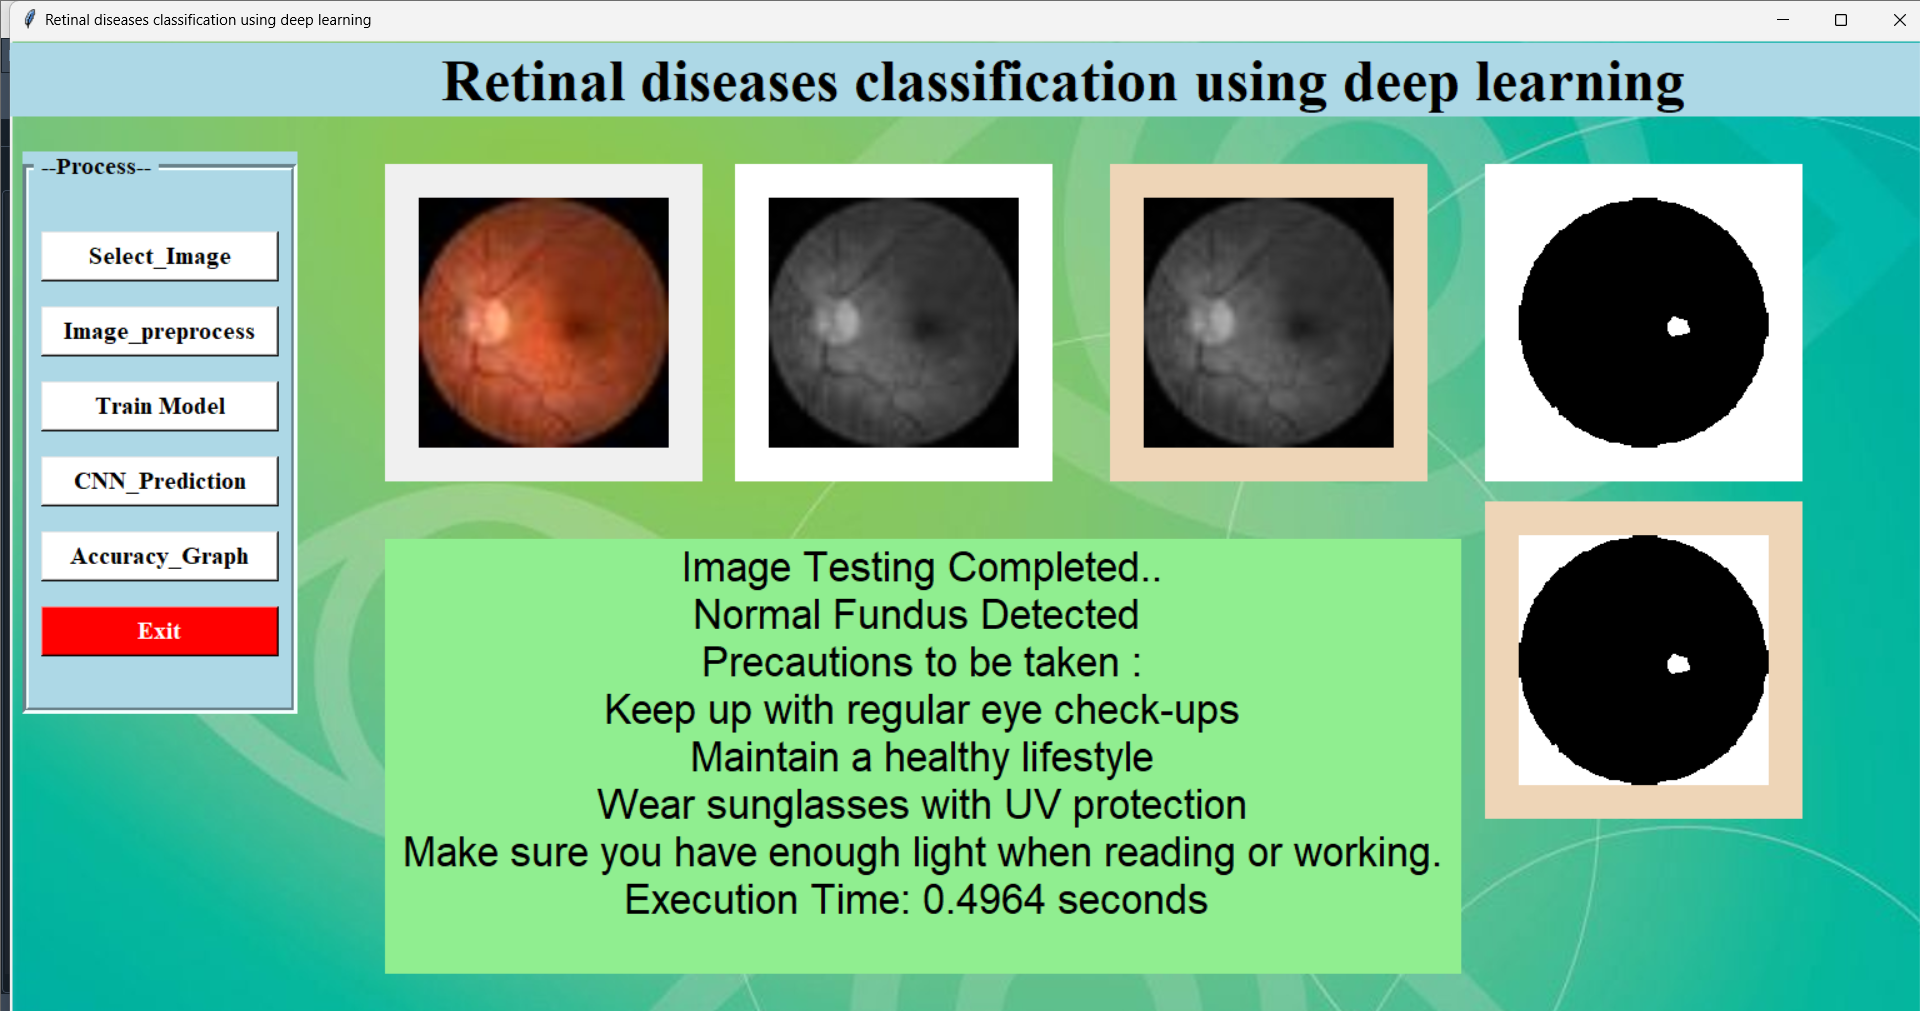 Retinal diseases classification using deep learning
Retinal diseases classification using deep learning
--Process--
Select_Image
Image_preprocess
Train Model
CNN_Prediction
Accuracy_Graph
Exit
Image Testing Completed..
Normal Fundus Detected
Precautions to be taken :
Keep up with regular eye check-ups
Maintain a healthy lifestyle
Wear sunglasses with UV protection
Make sure you have enough light when reading or working.
Execution Time: 0.4964 seconds